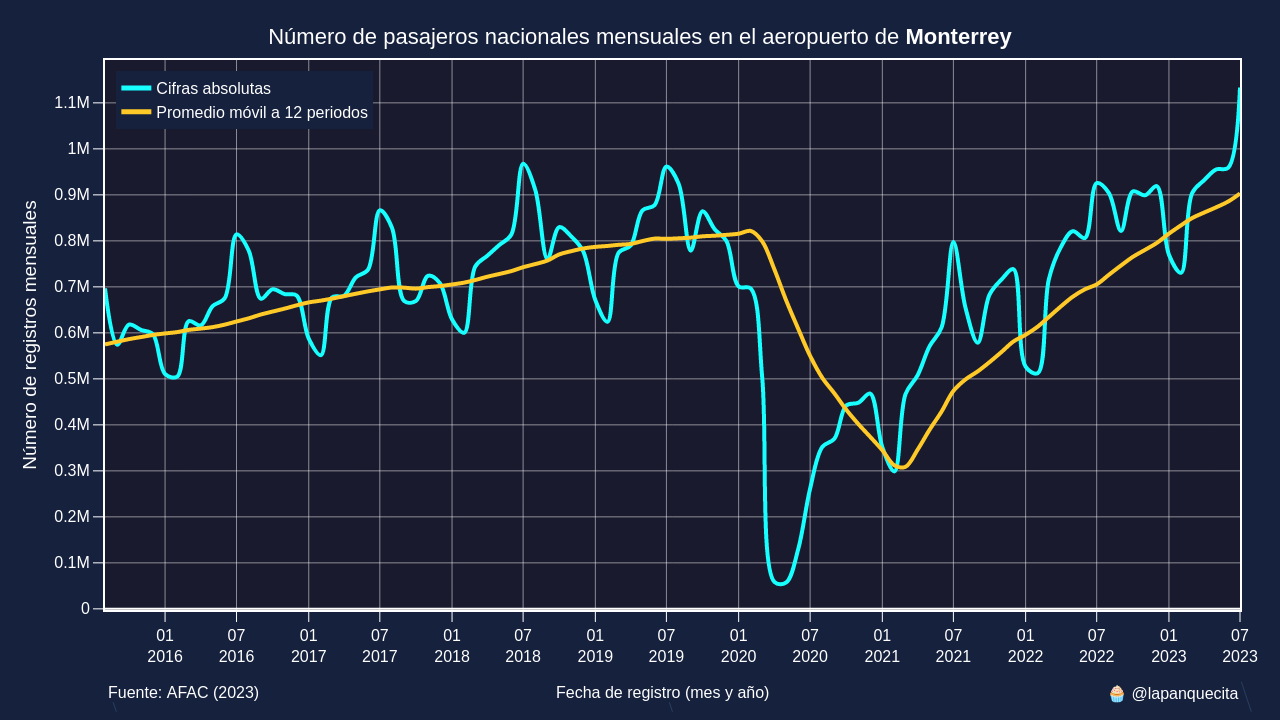 Número de pasajeros nacionales mensuales en el aeropuerto de Monterrey
Cifras absolutas
Promedio móvil a 12 periodos
Número de registros mensuales
1.1M
1M
0.9M
0.8M
0.7M
0.6M
0.5M
0.4M
0.3M
0.2M
0.1M
0
01 07 01 07 01 07 01 07 01 07 01 07 01 07 01 07
2016 2016 2017 2017 2018 2018 2019 2019 2020 2020 2021 2021 2022 2022 2023 2023
Fuente: AFAC (2023)
Fecha de registro (mes y año)
🧁 @lapanquecita